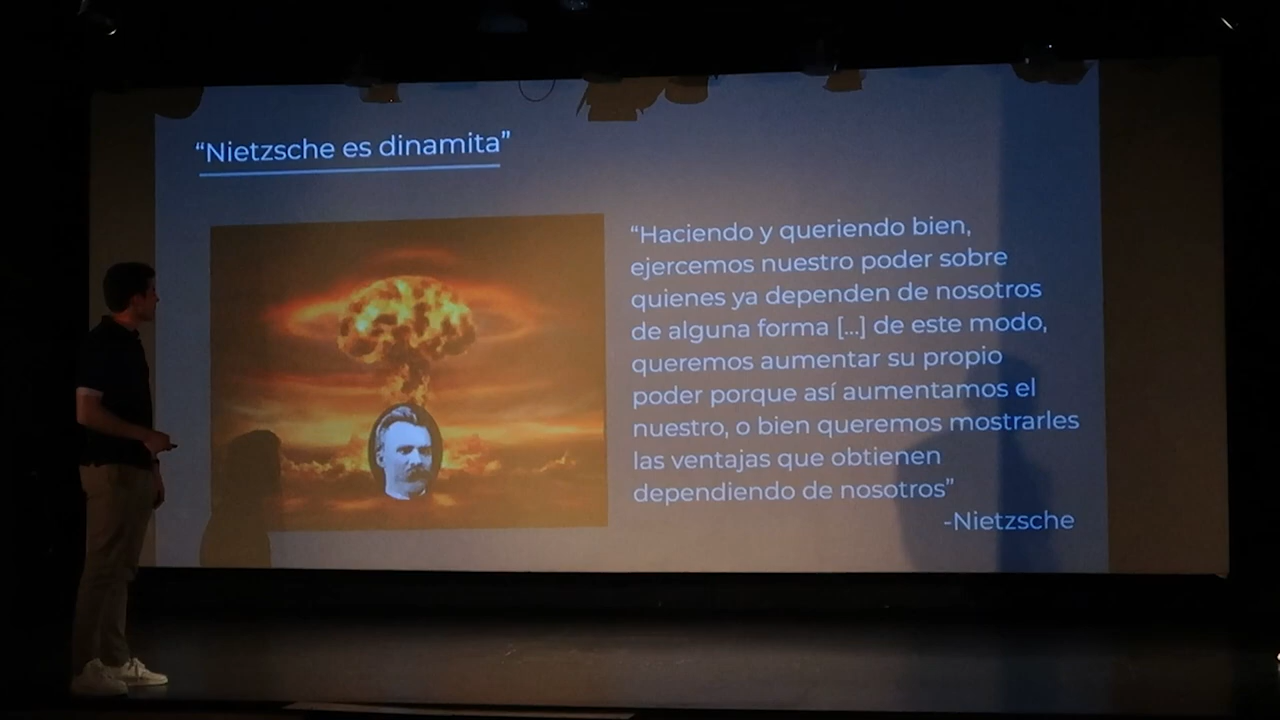 “Nietzsche es dinamita”
“Haciendo y queriendo bien,
ejercemos nuestro poder sobre
quienes ya dependen de nosotros
de alguna forma [...] de este modo,
queremos aumentar su propio
poder porque así aumentamos el
nuestro, o bien queremos mostrarles
las ventajas que obtienen
dependiendo de nosotros”
-Nietzsche